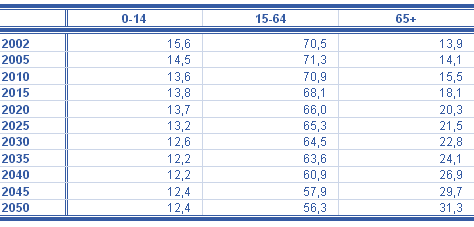 0-14 15-64 65+
2002 15,6 70,5 13,9
2005 14,5 71,3 14,1
2010 13,6 70,9 15,5
2015 13,8 68,1 18,1
2020 13,7 66,0 20,3
2025 13,2 65,3 21,5
2030 12,6 64,5 22,8
2035 12,2 63,6 24,1
2040 12,2 60,9 26,9
2045 12,4 57,9 29,7
2050 12,4 56,3 31,3